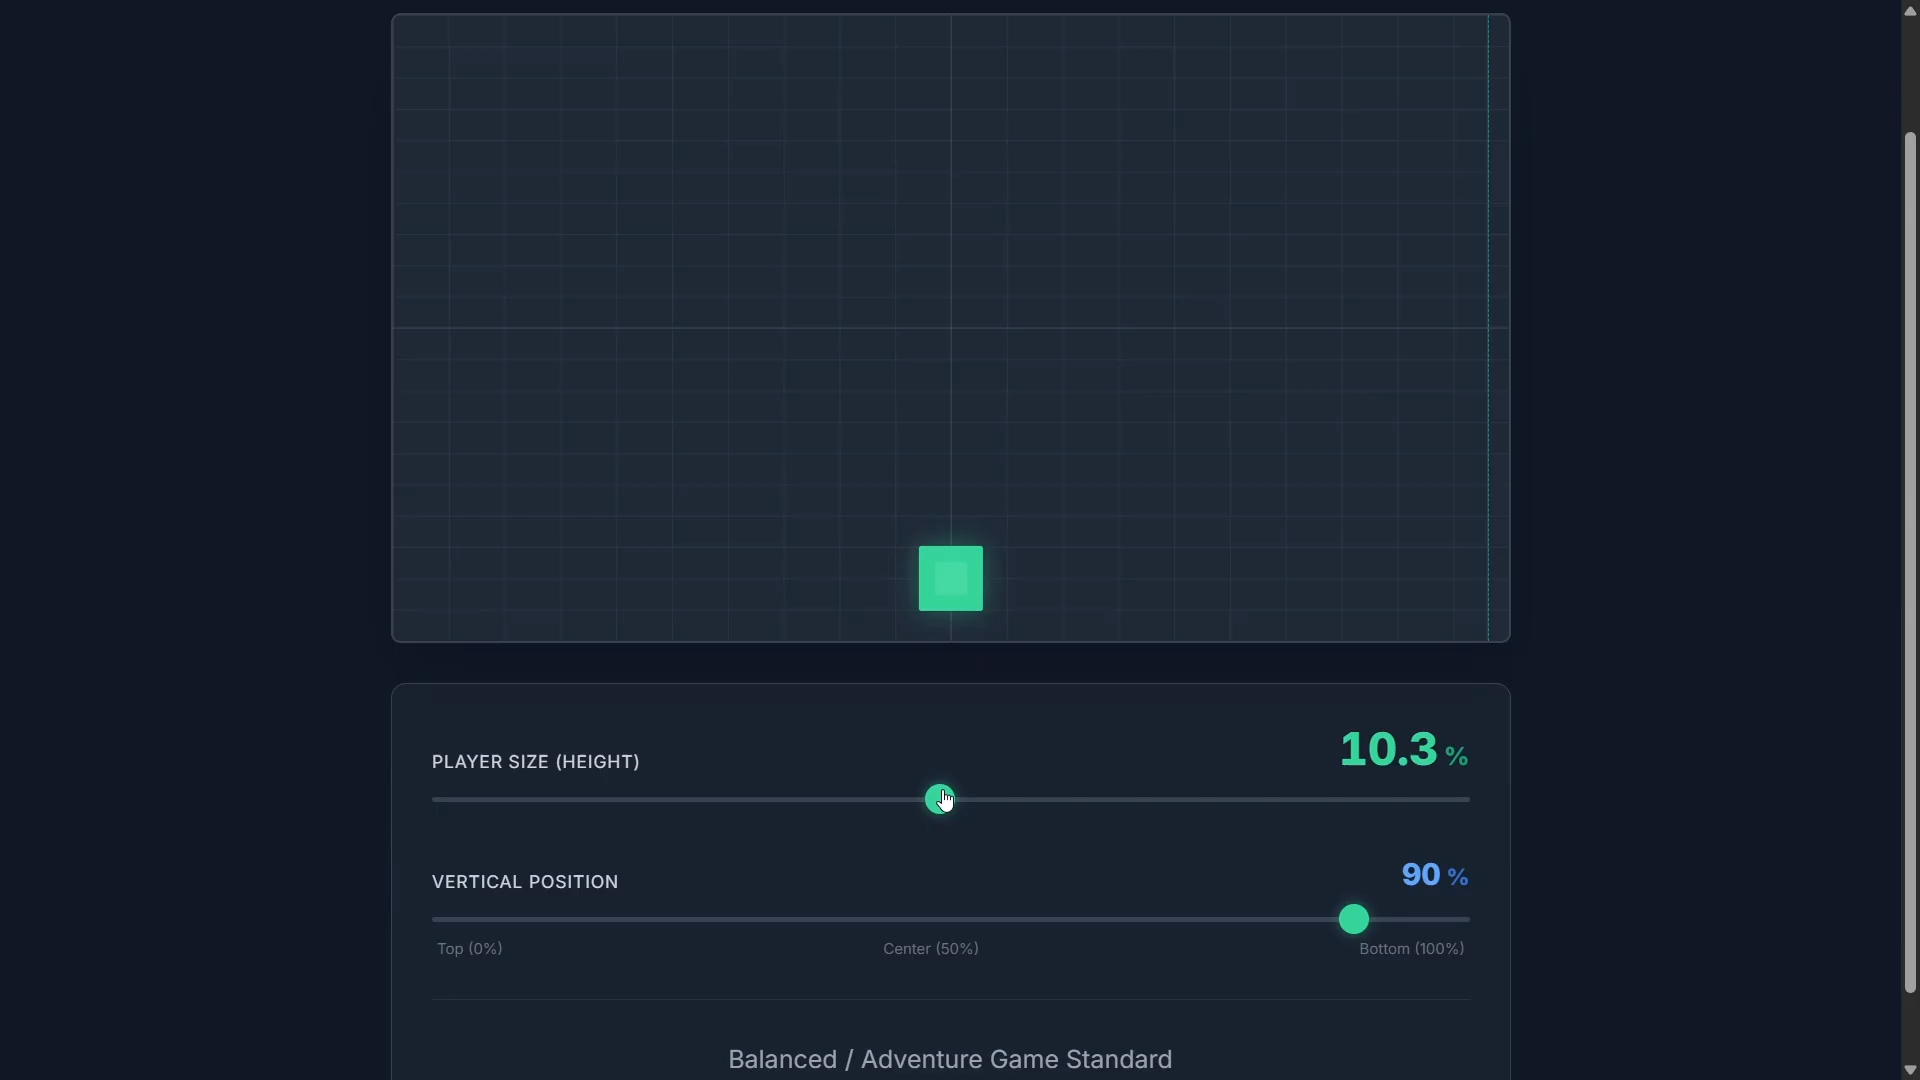 PLAYER SIZE (HEIGHT)
10.3 %
VERTICAL POSITION
90 %
Top (0%)
Center (50%)
Bottom (100%)
Balanced / Adventure Game Standard